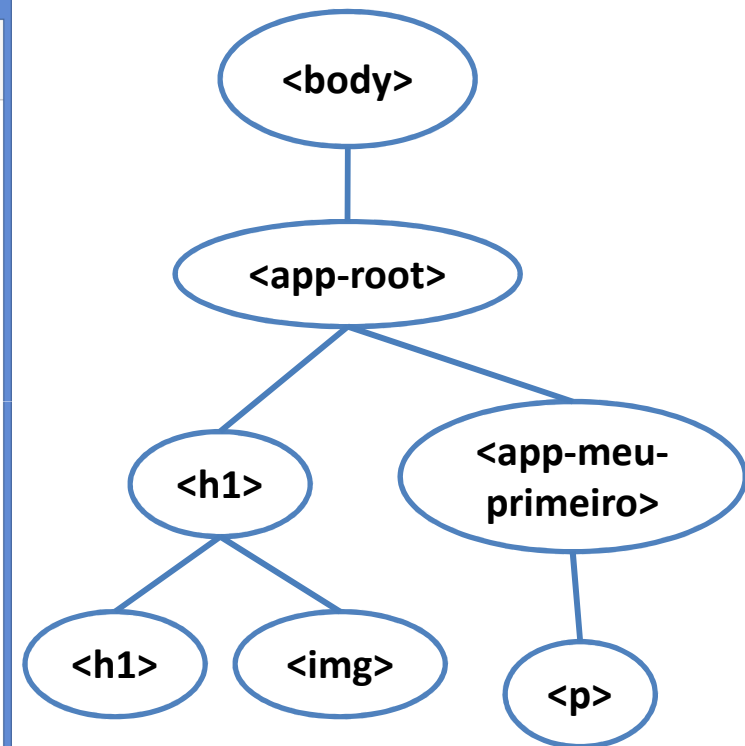 <body>
<app-root>
<h1>
<app-meu-
primeiro>
<h1>
<img>
<p>